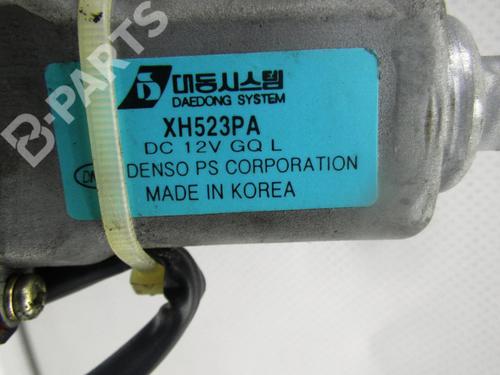 대동시스템
DAEDONG SYSTEM
XH523PA
DC 12V GQ L
DENSO PS CORPORATION
MADE IN KOREA
B-PARTS